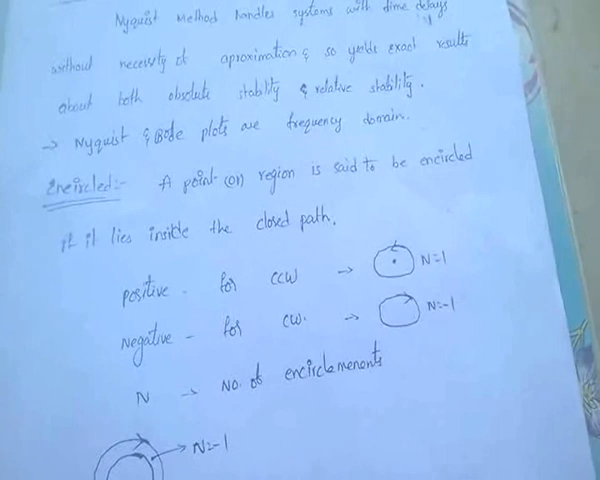 Nyquist Method handles systems with time delays
without necessity of aproximation & so yeilds exact results
about both absolute stability & relative stability.
→ Nyquist & Bode plots are frequency domain.
Encircled:- A point (or) region is said to be encircled
if it lies inside the closed path.
positive - for CCW → N=1
Negative - for CW. → N=-1
N → No. of encirclemenents
→ N=-1